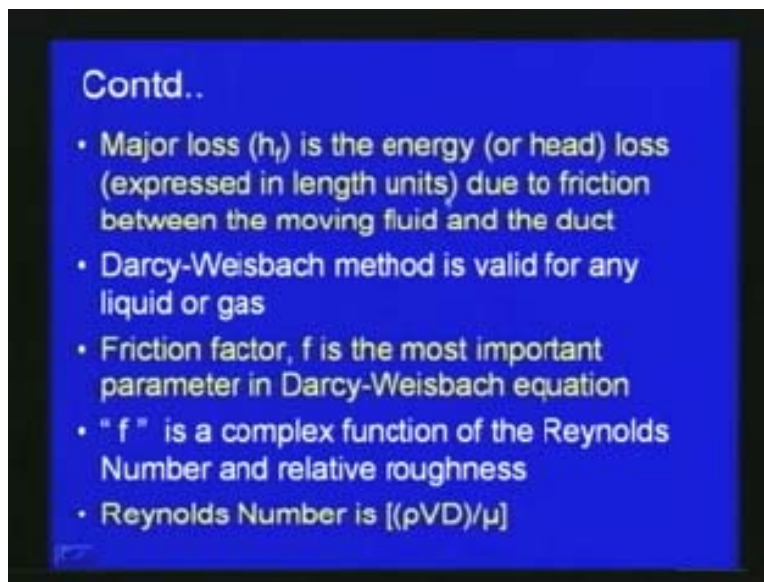 Contd..
• Major loss (hf) is the energy (or head) loss
(expressed in length units) due to friction
between the moving fluid and the duct
• Darcy-Weisbach method is valid for any
liquid or gas
• Friction factor, f is the most important
parameter in Darcy-Weisbach equation
• “ f ” is a complex function of the Reynolds
Number and relative roughness
• Reynolds Number is [(ρVD)/μ]